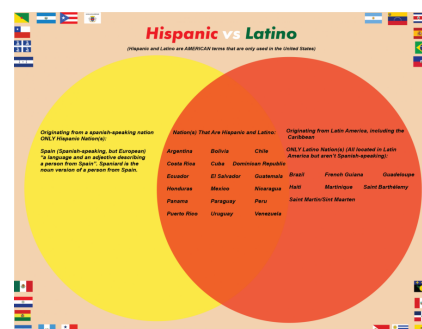 Hispanic vs Latino
(Hispanic and Latino are AMERICAN terms that are only used in the United States)
Originating from a spanish-speaking nation
ONLY Hispanic Nation(s):
Spain (Spanish-speaking, but European)
"a language and an adjective describing
a person from Spain". Spaniard is the
noun version of a person from Spain.
Nation(s) That Are Hispanic and Latino:
Argentina Bolivia Chile
Costa Rica Cuba Dominican Republic
Ecuador El Salvador Guatemala
Honduras Mexico Nicaragua
Panama Paraguay Peru
Puerto Rico Uruguay Venezuela
Originating from Latin America, including the
Caribbean
ONLY Latino Nation(s) (All located in Latin
America but aren't Spanish-speaking):
Brazil French Guiana Guadeloupe
Haiti Martinique Saint Barthélemy
Saint Martin/Sint Maarten